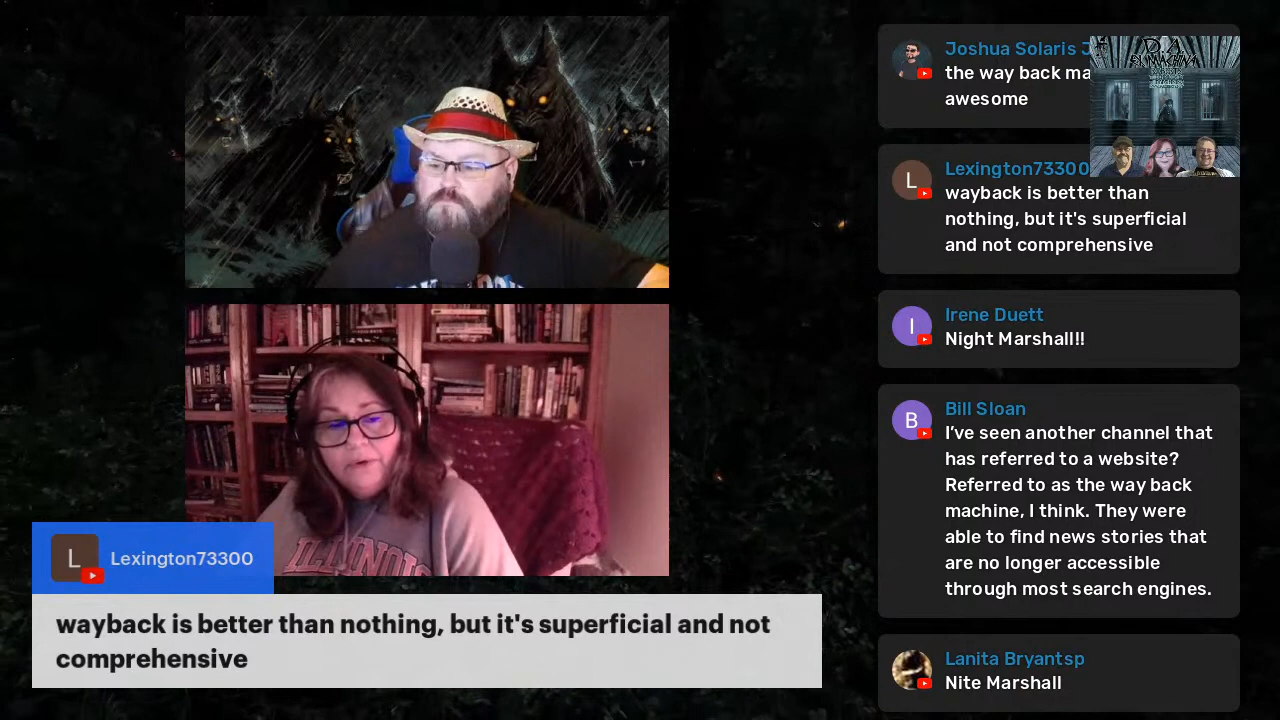 Joshua Solaris J
the way back ma
awesome
D.A.
EX MACHINA
L
Lexington73300
wayback is better than
nothing, but it's superficial
and not comprehensive
I
Irene Duett
Night Marshall!!
B
Bill Sloan
I've seen another channel that
has referred to a website?
Referred to as the way back
machine, I think. They were
able to find news stories that
are no longer accessible
through most search engines.
Lanita Bryantsp
Nite Marshall
ILLINOIS
L
Lexington73300
wayback is better than nothing, but it's superficial and not
comprehensive